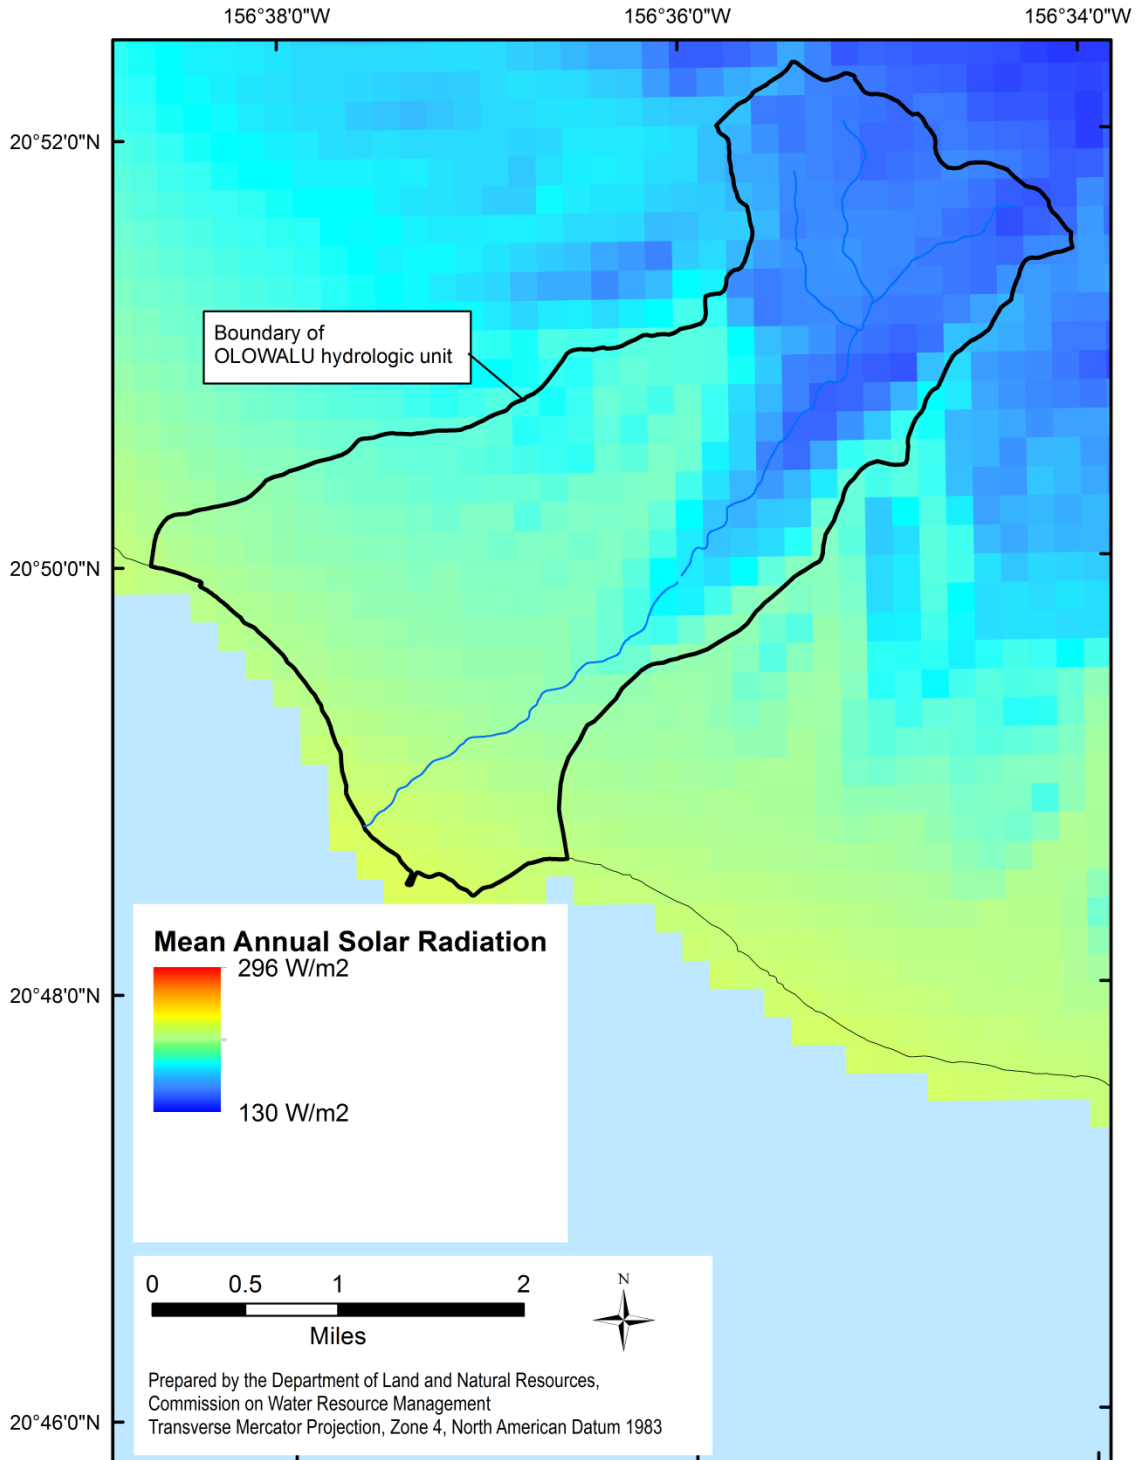 156°38'0"W
156°36'0"W
156°34'0"W
20°52'0"N
Boundary of
OLOWALU hydrologic unit
20°50'0"N
Mean Annual Solar Radiation
296 W/m2
20°48'0"N
130 W/m2
0 0.5 1 2
N
Miles
Prepared by the Department of Land and Natural Resources,
Commission on Water Resource Management
20°46'0"N
Transverse Mercator Projection, Zone 4, North American Datum 1983